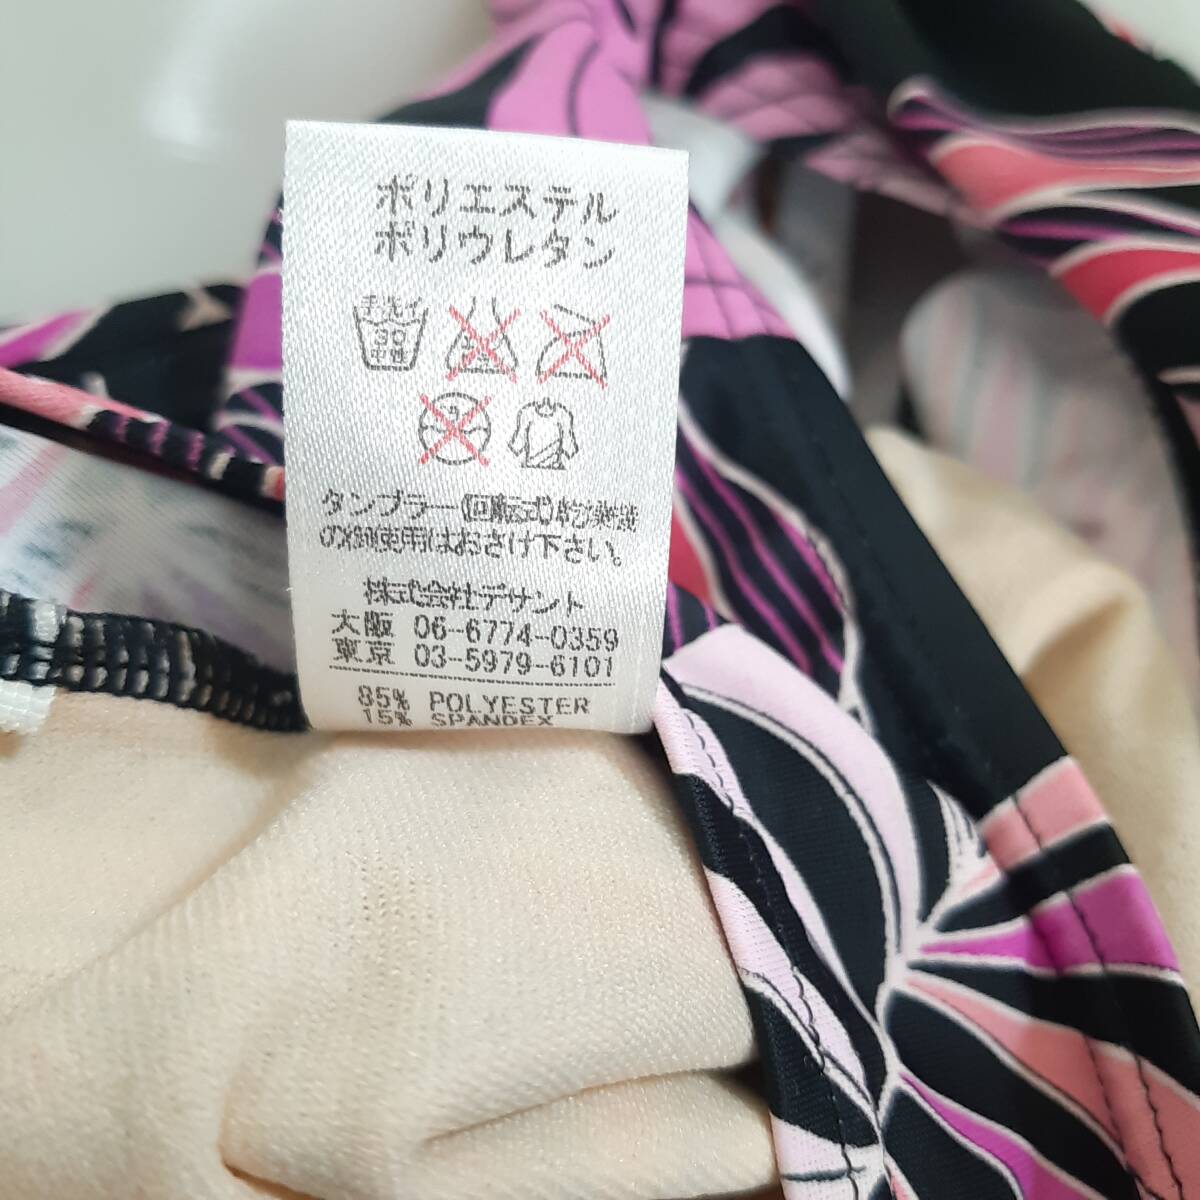 ポリエステル
ポリウレタン
手洗イ
30
中性
タンブラー(回転式)乾燥機
の御使用はおさけ下さい。
株式会社デサント
大阪 06-6774-0359
東京 03-5979-6101
85% POLYESTER
15% SPANDEX